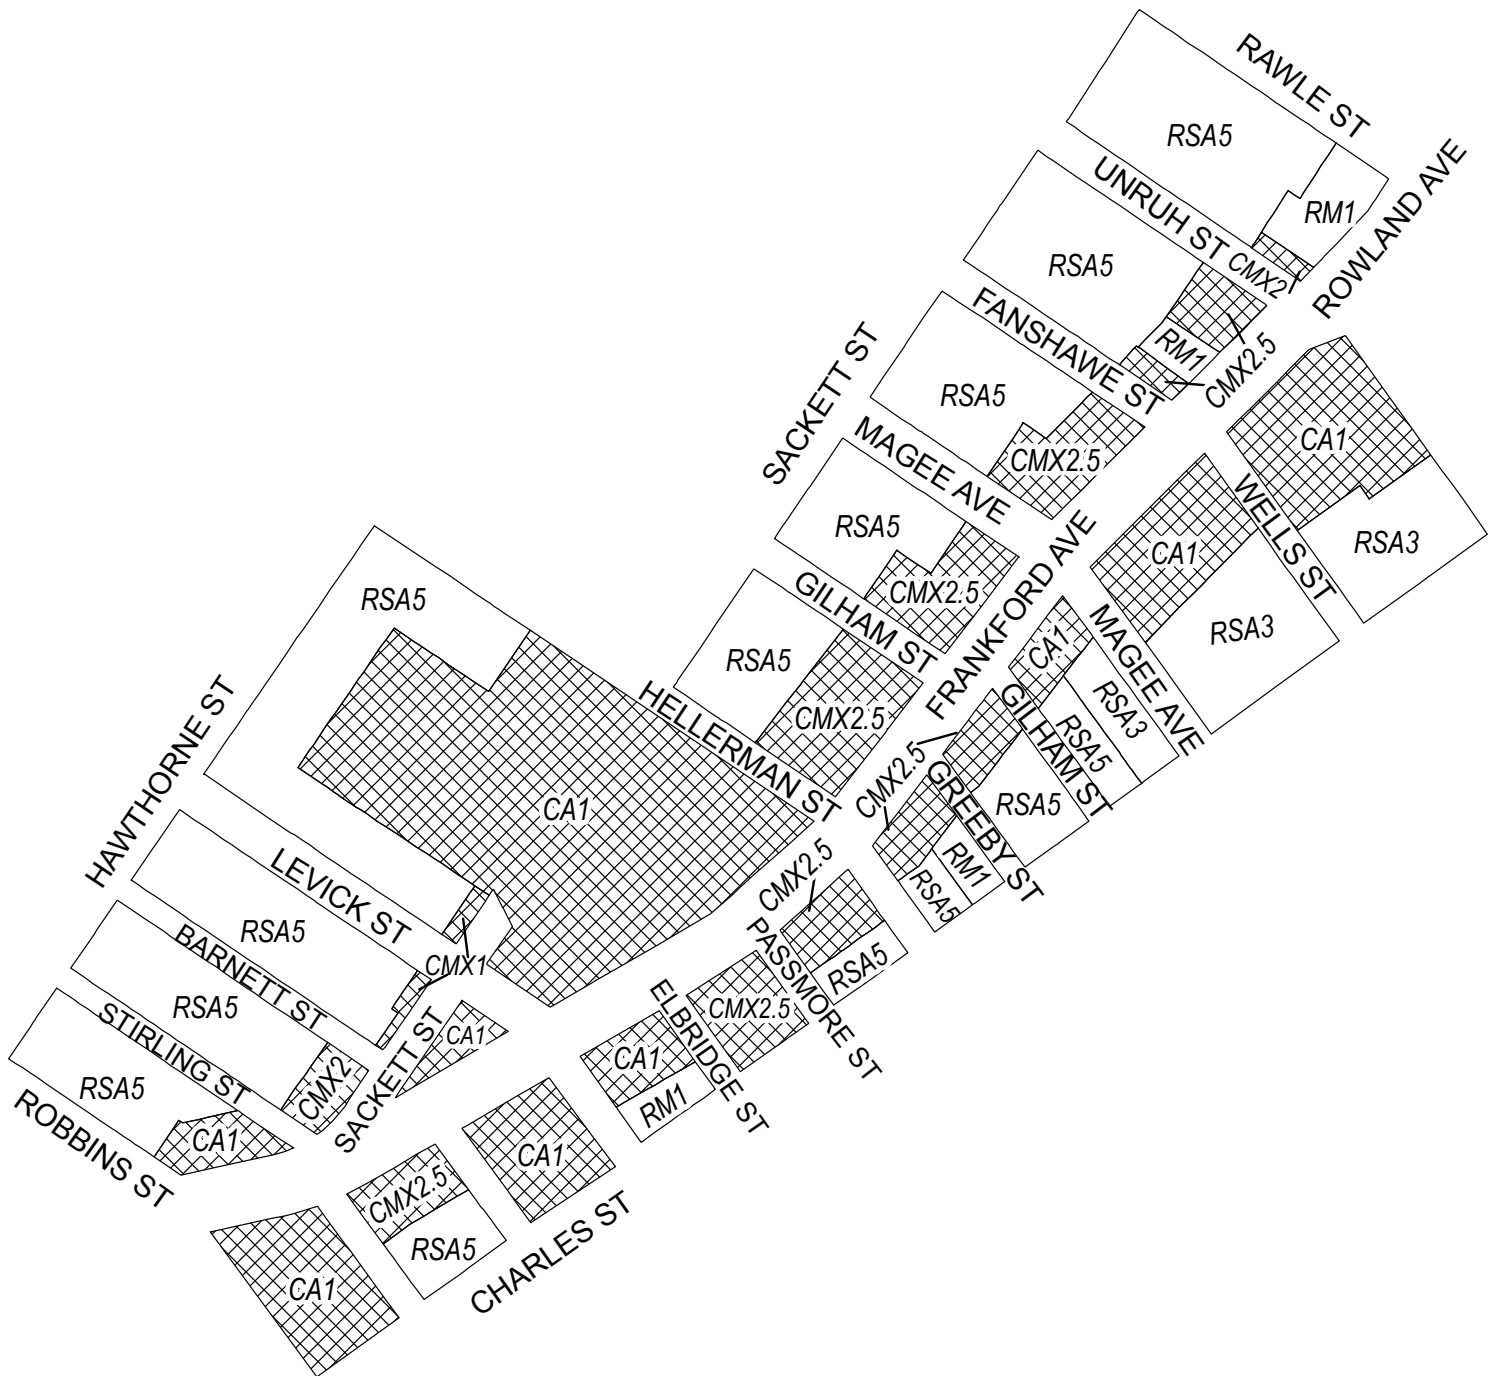 RAWLE ST
RSA5
ROWLAND AVE
UNRUH ST
RM1
RSA5
CMX2
FANSHAWE ST
RM1
CMX2.5
SACKETT ST
RSA5
CA1
MAGEE AVE
CMX2.5
WELLS ST
RSA5
CA1
RSA3
FRANKFORD AVE
GILHAM ST
CMX2.5
RSA5
CA1
RSA3
MAGEE AVE
RSA5
RSA3
HELLERMAN ST
CMX2.5
GILHAM ST
RSA5
HAWTHORNE ST
CMX2.5
GREEBY ST
RSA5
CA1
RM1
LEVICK ST
CMX2.5
RSA5
RSA5
BARNETT ST
CMX1
PASSMORE ST
RSA5
RSA5
ELBRIDGE ST
CMX2.5
STIRLING ST
SACKETT ST
CA1
CA1
RSA5
CMX2
RM1
ROBBINS ST
CA1
CA1
CMX2.5
RSA5
CHARLES ST
CA1